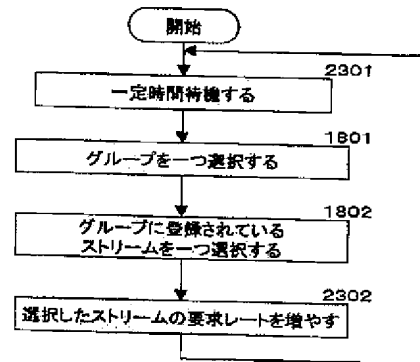 開始
2301
一定時間待機する
1801
グループを一つ選択する
1802
グループに登録されている
ストリームを一つ選択する
2302
選択したストリームの要求レートを増やす